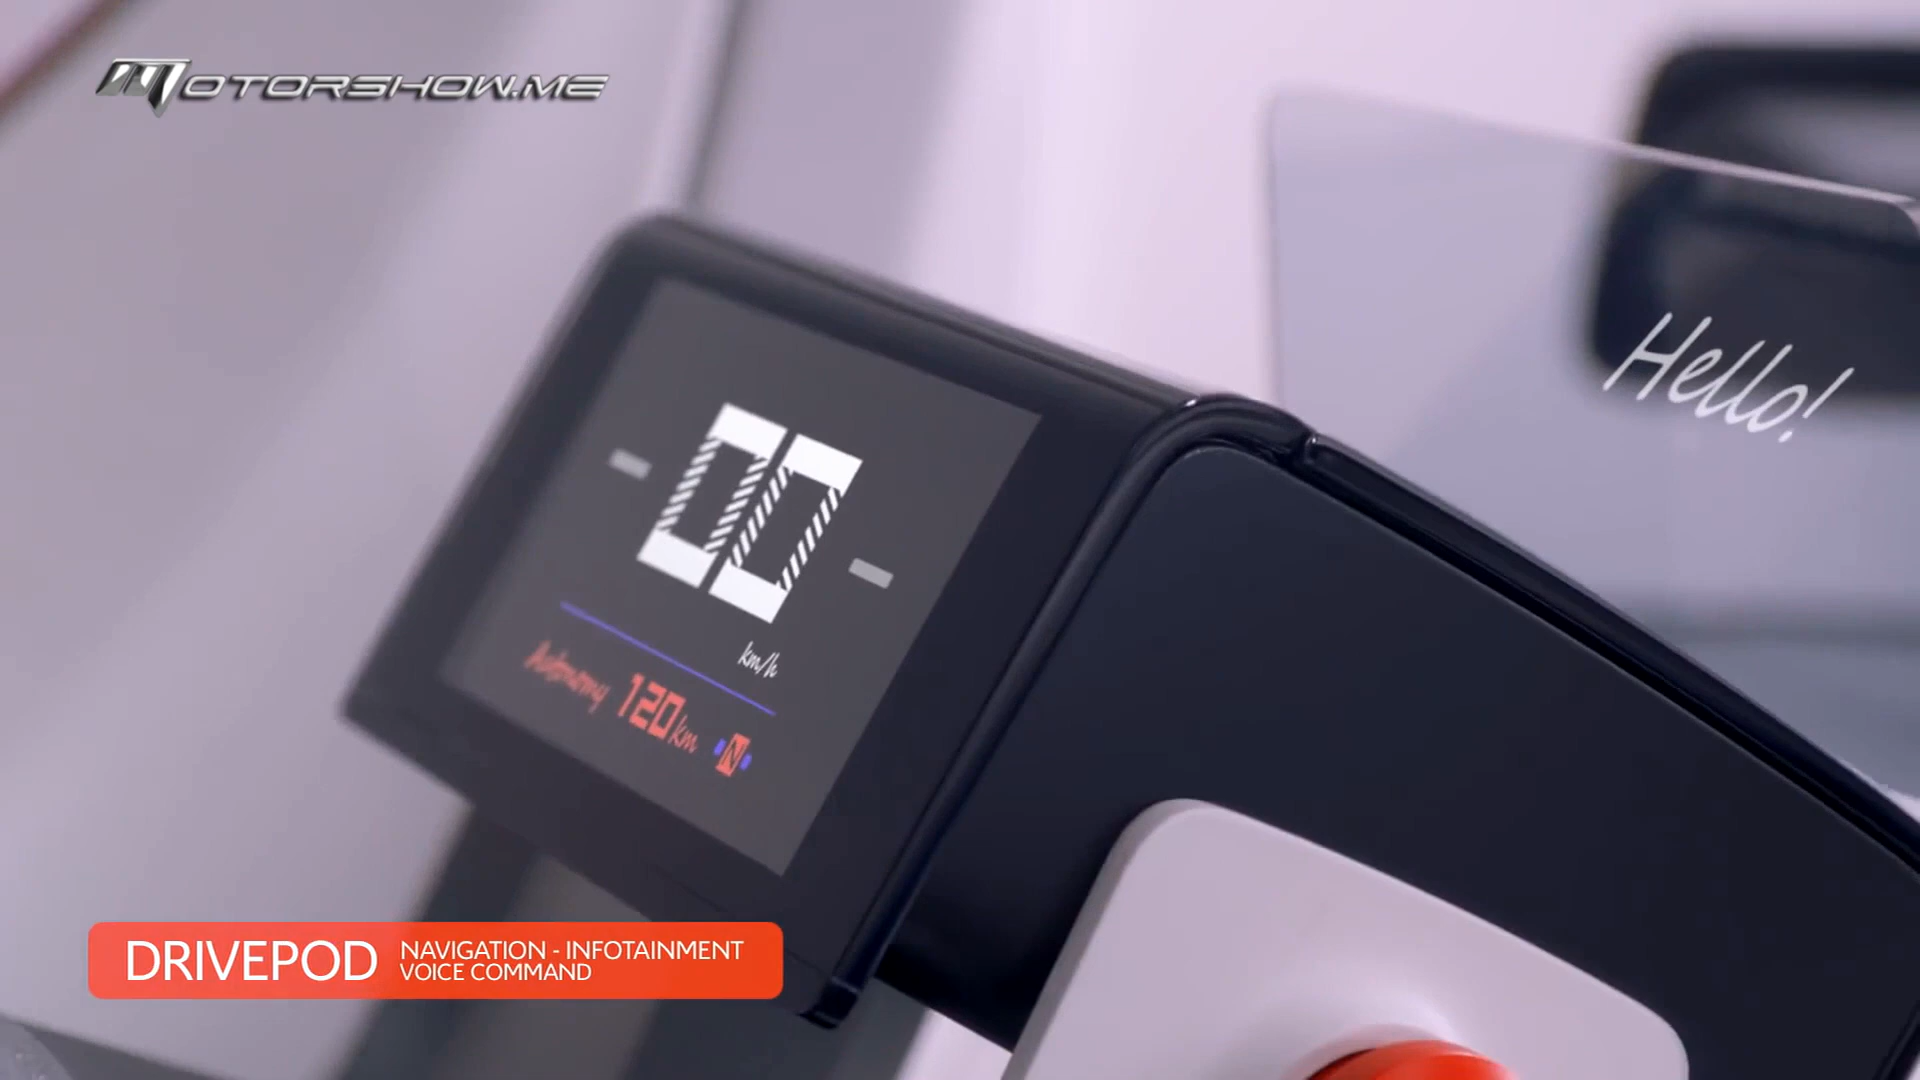 MOTORSHOW.ME
Hello!
00
km/h
Autonomy 120 km N
DRIVEPOD
NAVIGATION - INFOTAINMENT
VOICE COMMAND